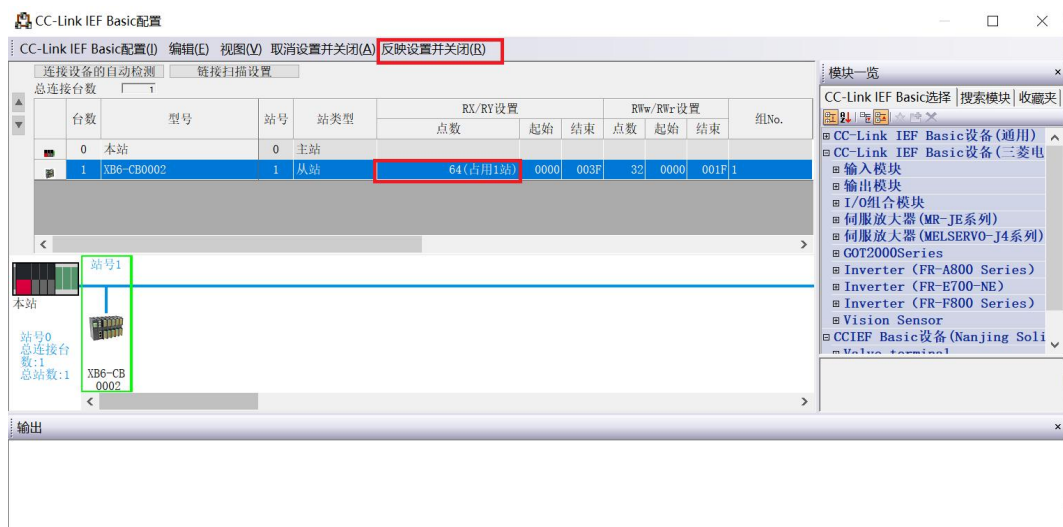 CC-Link IEF Basic配置
CC-Link IEF Basic配置(I) 编辑(E) 视图(V) 取消设置并关闭(A) 反映设置并关闭(R)
连接设备的自动检测 链接扫描设置
总连接台数 1
台数 型号 站号 站类型 RX/RY设置 RWw/RWr设置 组No.
点数 起始 结束 点数 起始 结束
0 本站 0 主站
1 XB6-CB0002 1 从站 64(占用1站) 0000 003F 32 0000 001F 1
站号1
本站
站号0
总连接台
数:1
总站数:1
XB6-CB
0002
模块一览
CC-Link IEF Basic选择 搜索模块 收藏夹
CC-Link IEF Basic设备(通用)
CC-Link IEF Basic设备(三菱电
输入模块
输出模块
I/O组合模块
伺服放大器(MR-JE系列)
伺服放大器(MELSERVO-J4系列)
GOT2000Series
Inverter (FR-A800 Series)
Inverter (FR-E700-NE)
Inverter (FR-F800 Series)
Vision Sensor
CCIEF Basic设备(Nanjing Soli
Valve terminal
输出